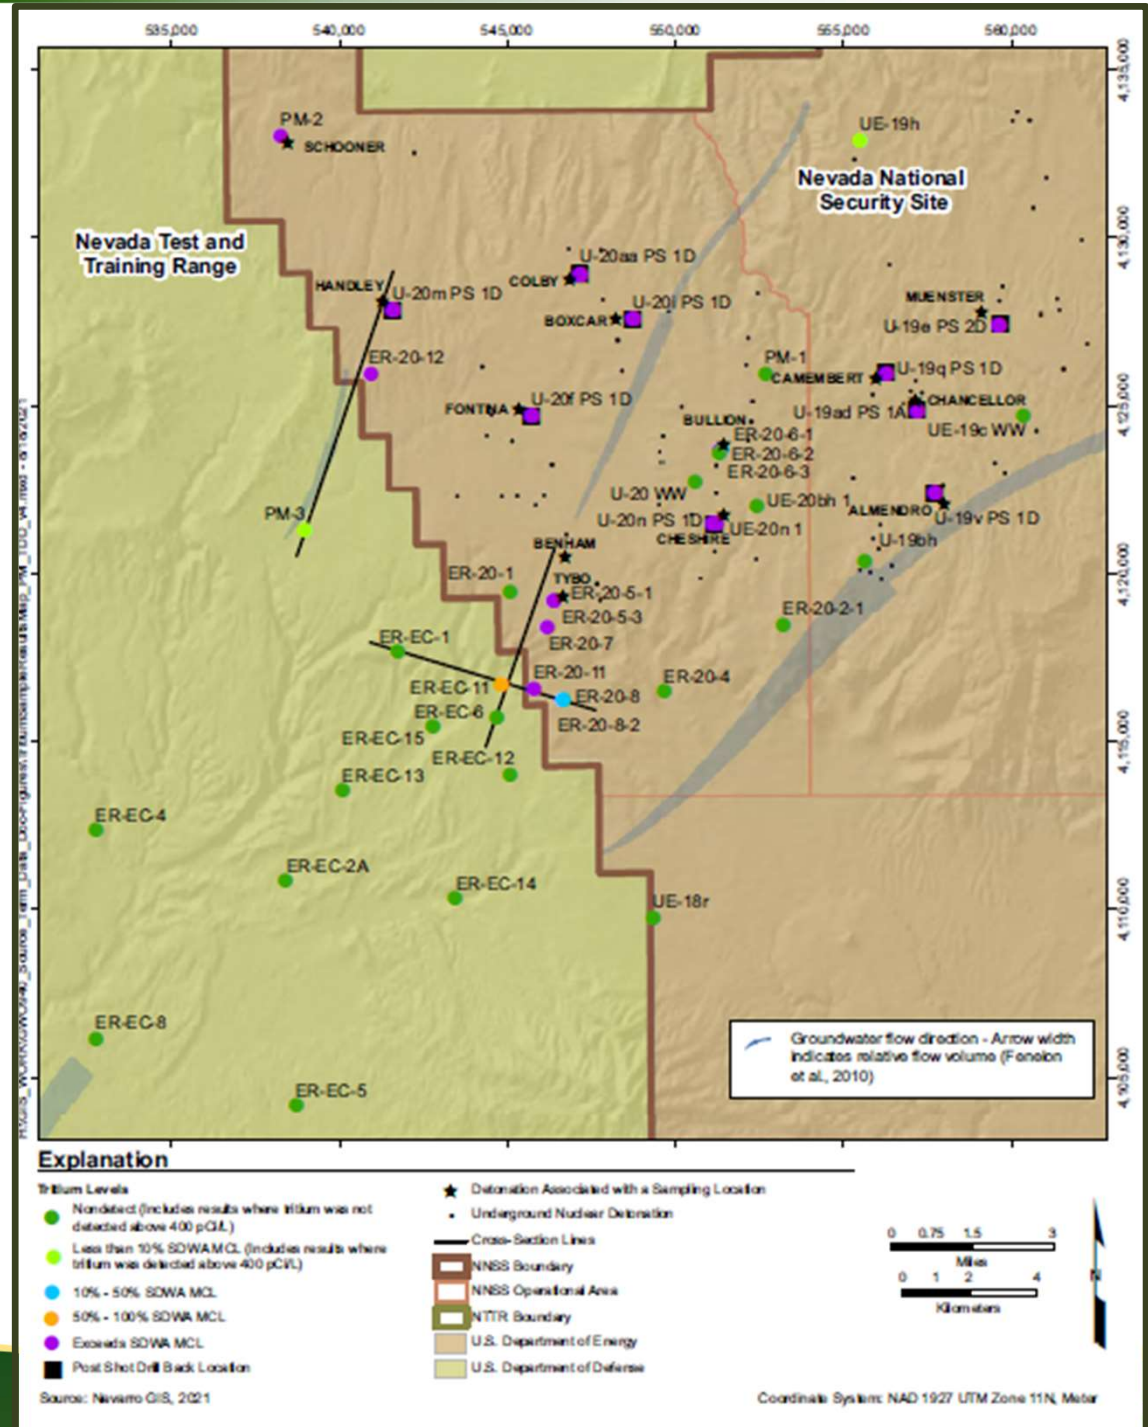 535,000
540,000
545,000
550,000
555,000
560,000
4,135,000
4,130,000
4,125,000
4,120,000
4,115,000
4,110,000
4,105,000
PM-2
SCHOONER
UE-19h
Nevada National
Security Site
Nevada Test and
Training Range
U-20aa PS 1D
COLBY
HANDLEY
U-20m PS 1D
U-20i PS 1D
BOXCAR
MUENSTER
U-19e PS 2D
ER-20-12
PM-1
CAMEMBERT
U-19q PS 1D
FONTINA
U-20f PS 1D
CHANCELLOR
U-19ad PS 1A
BULLION
UE-19c WW
ER-20-6-1
ER-20-6-2
ER-20-6-3
U-20 WW
UE-20bh 1
PM-3
U-20n PS 1D
UE-20n 1
CHESHIRE
ALMENDRO
U-19v PS 1D
BENHAM
U-19bh
TYBO
ER-20-1
ER-20-5-1
ER-20-5-3
ER-20-2-1
ER-20-7
ER-EC-1
ER-20-11
ER-20-4
ER-EC-11
ER-20-8
ER-EC-6
ER-20-8-2
ER-EC-15
ER-EC-12
ER-EC-13
ER-EC-4
ER-EC-2A
ER-EC-14
UE-18r
ER-EC-8
ER-EC-5
Groundwater flow direction - Arrow width
indicates relative flow volume (Fenelon
et al., 2010)
Explanation
Tritium Levels
Nondetect (Includes results where tritium was not
detected above 400 pCi/L)
Less than 10% SDWA MCL (Includes results where
tritium was detected above 400 pCi/L)
10% - 50% SDWA MCL
50% - 100% SDWA MCL
Exceeds SDWA MCL
Post Shot Drill Back Location
Detonation Associated with a Sampling Location
Underground Nuclear Detonation
Cross-Section Lines
NNSS Boundary
NNSS Operational Area
NTTR Boundary
U.S. Department of Energy
U.S. Department of Defense
0 0.75 1.5 3
Miles
0 1 2 4
Kilometers
N
Source: Navarro GIS, 2021
Coordinate System: NAD 1927 UTM Zone 11N, Meter